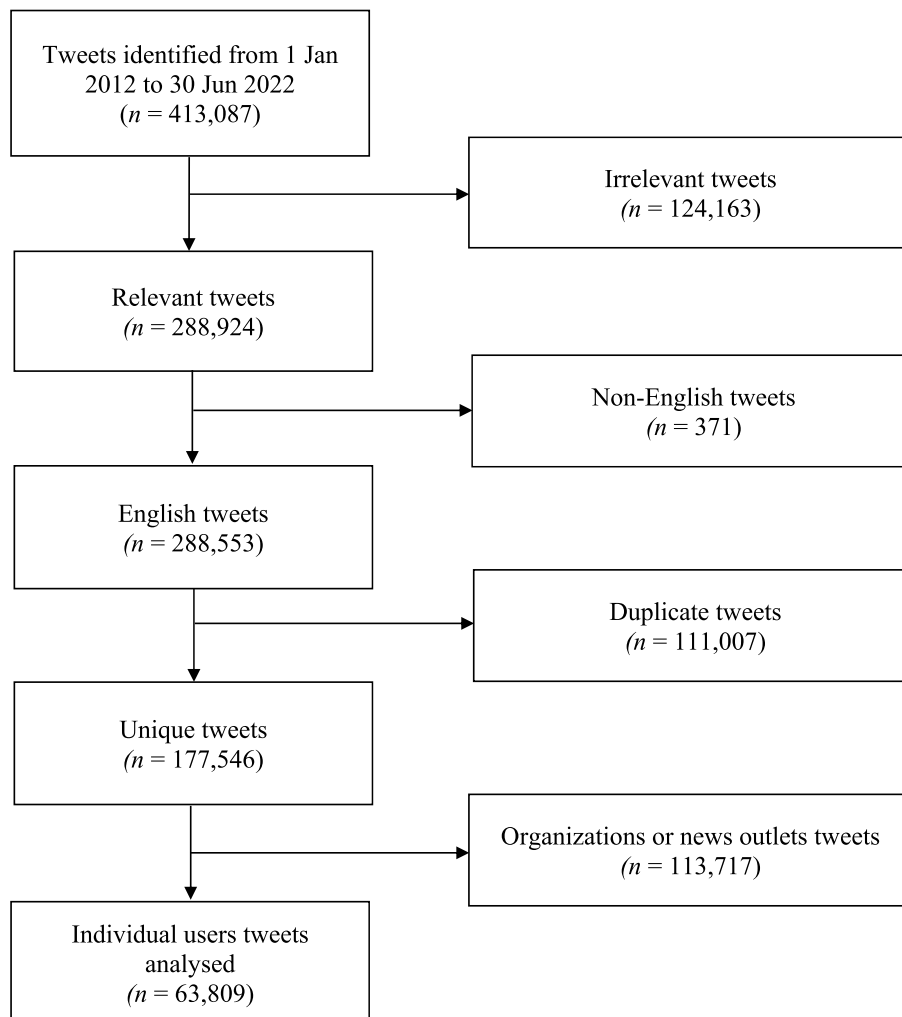 Tweets identified from 1 Jan
2012 to 30 Jun 2022
(n = 413,087)
Irrelevant tweets
(n = 124,163)
Relevant tweets
(n = 288,924)
Non-English tweets
(n = 371)
English tweets
(n = 288,553)
Duplicate tweets
(n = 111,007)
Unique tweets
(n = 177,546)
Organizations or news outlets tweets
(n = 113,717)
Individual users tweets
analysed
(n = 63,809)